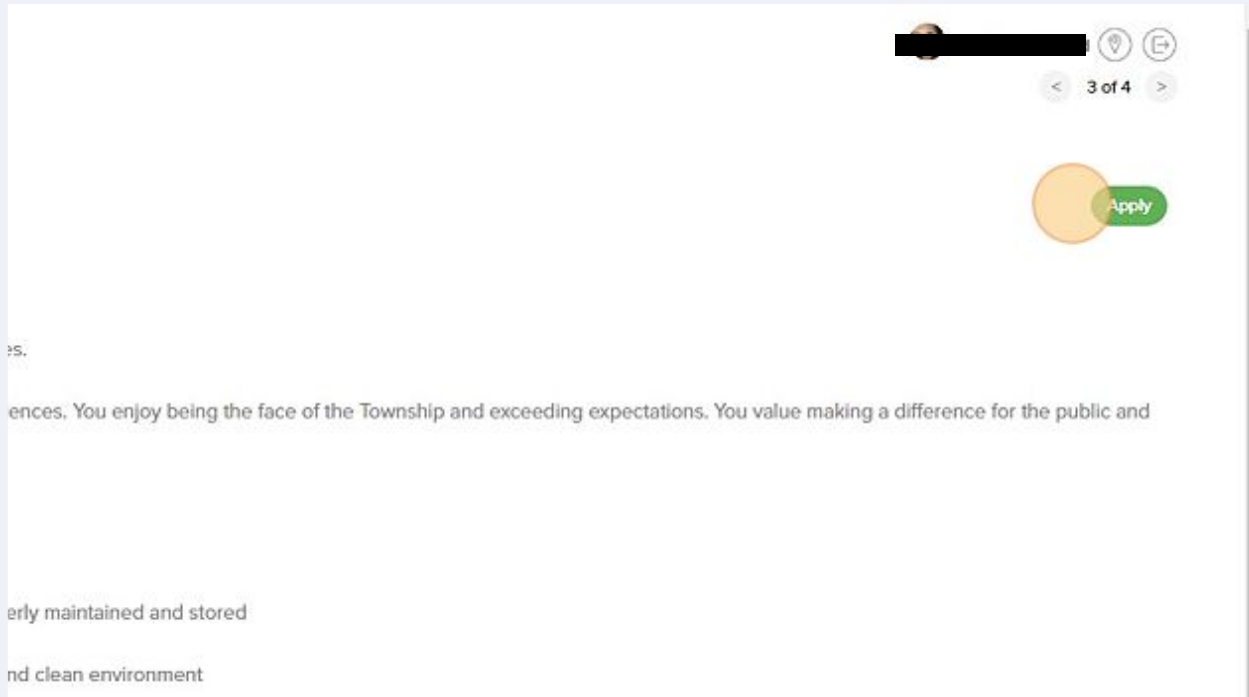 < 3 of 4 >
Apply
es.
ences. You enjoy being the face of the Township and exceeding expectations. You value making a difference for the public and
erly maintained and stored
nd clean environment